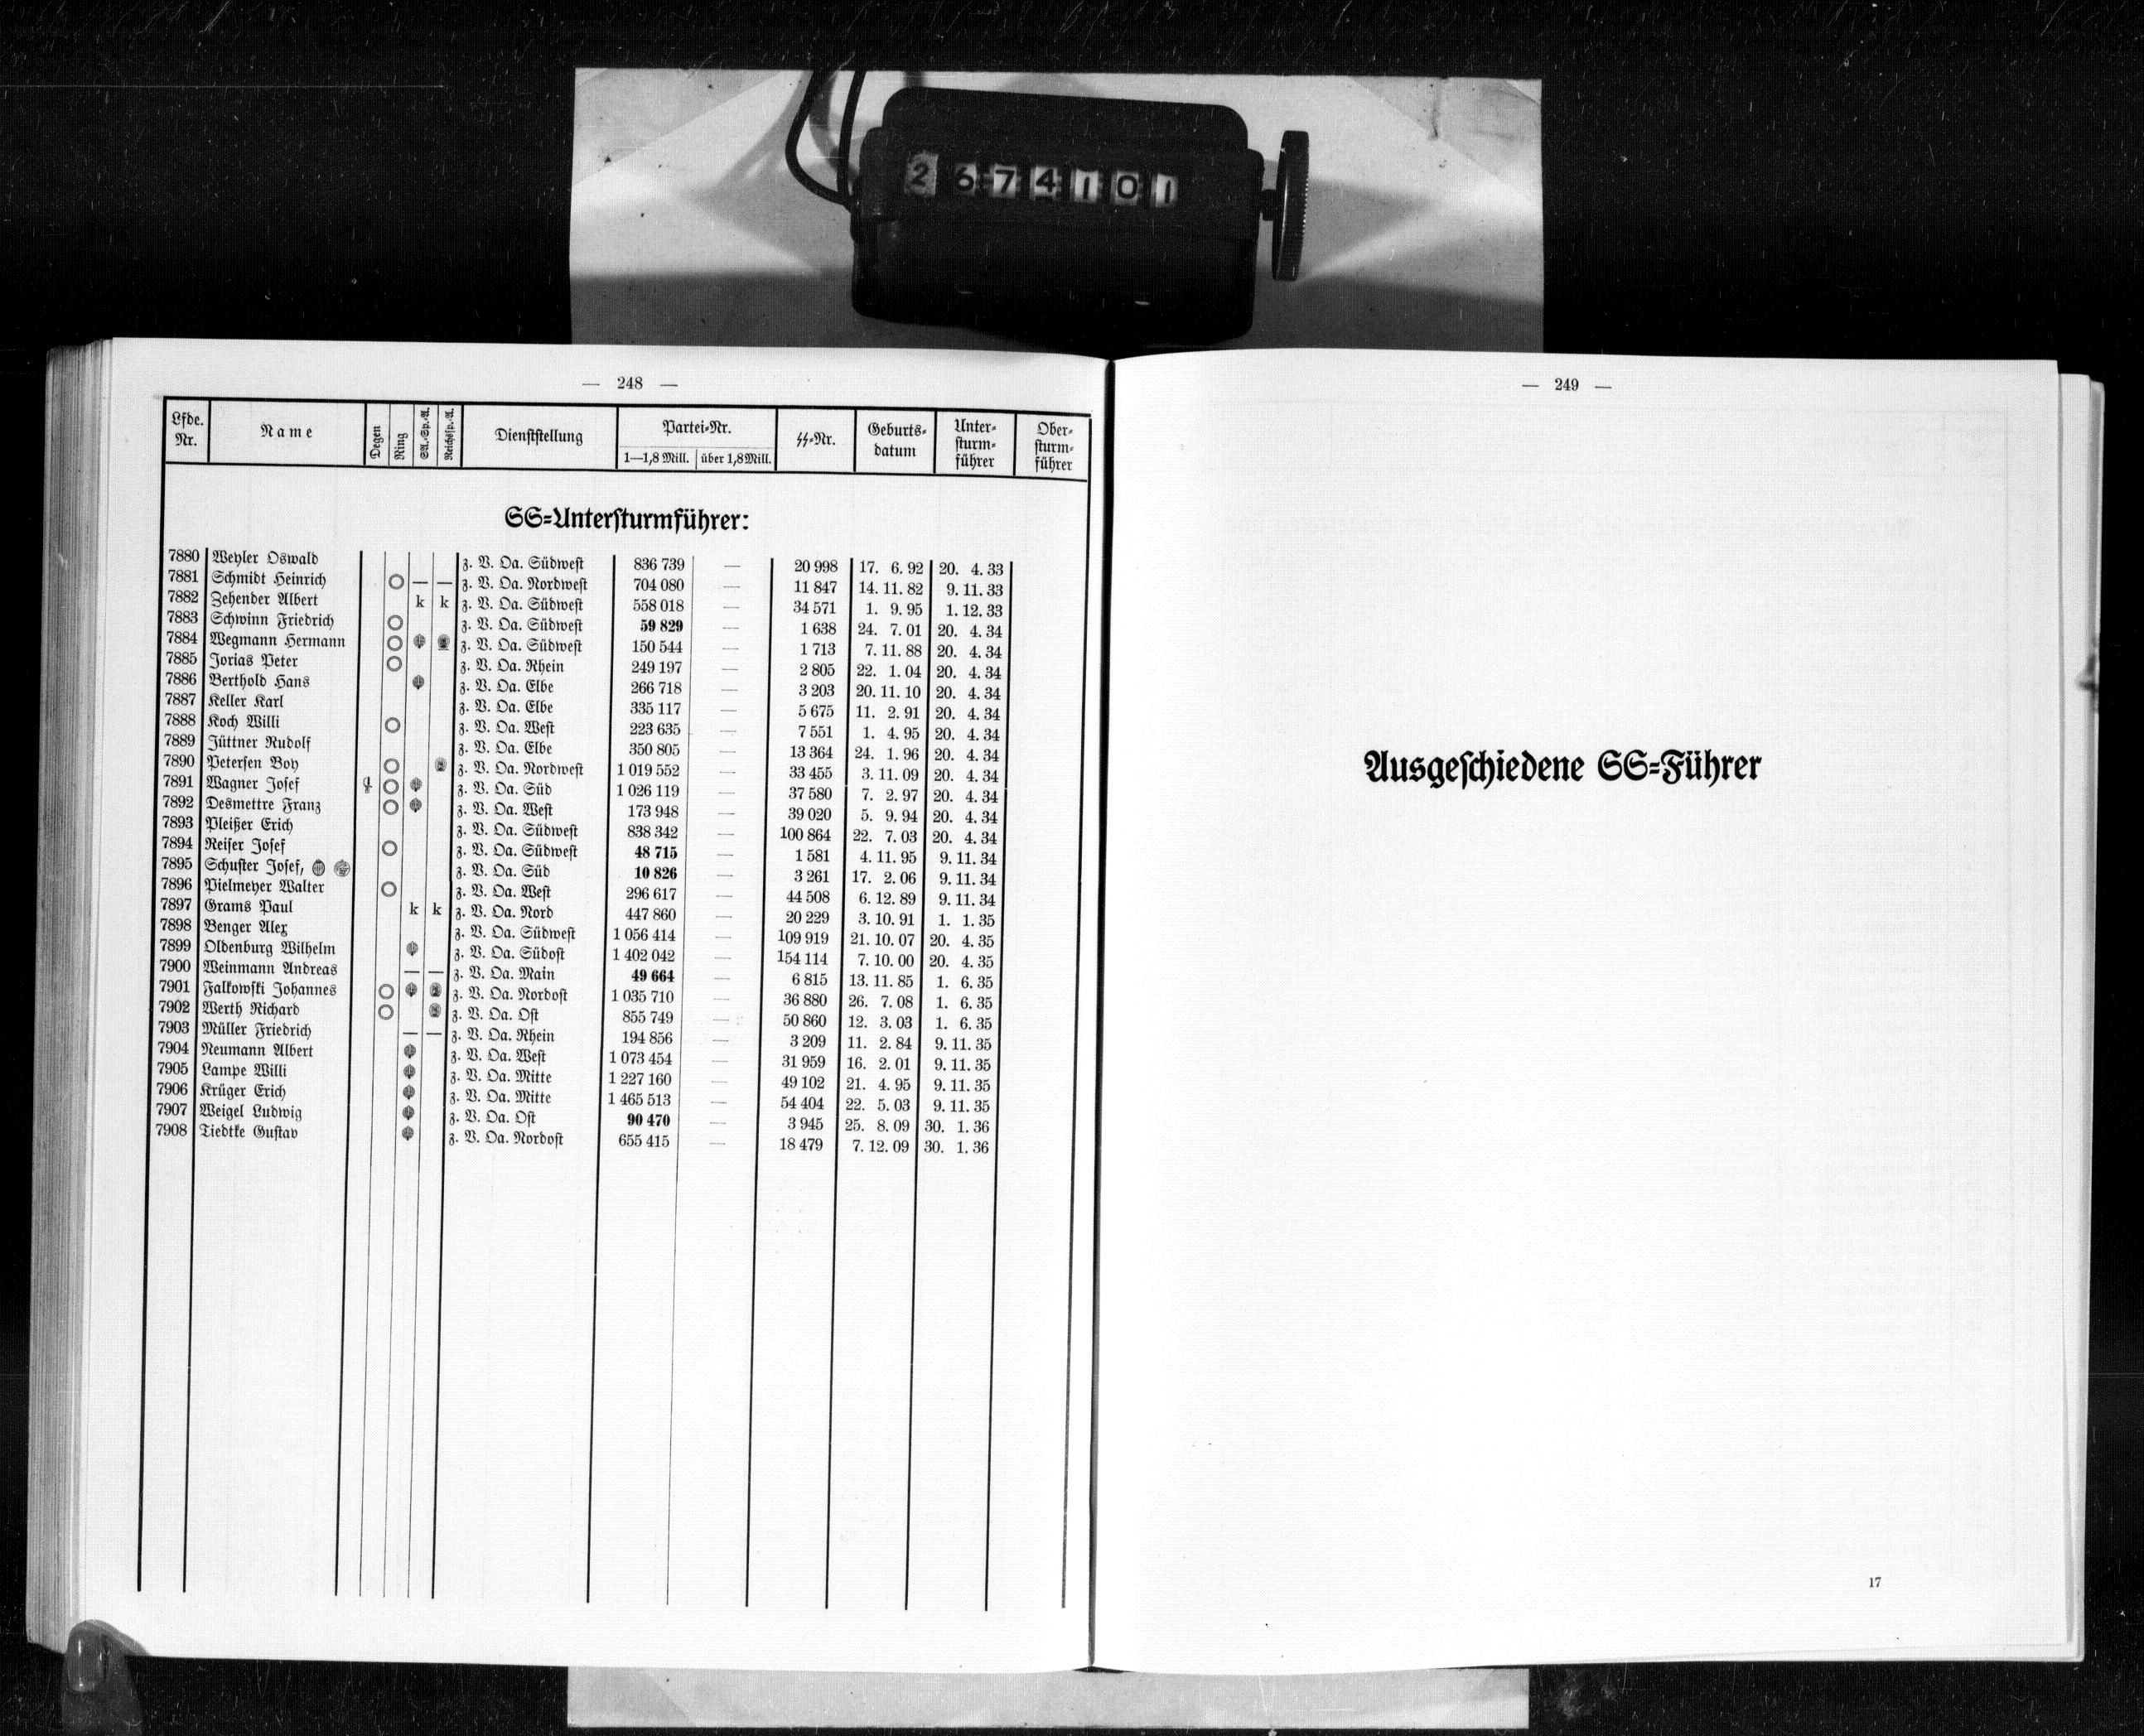 2674101
— 248 —
Lfde. Nr. Name Degen Ring SA.-Sp.-A. Reichssp.-A. Dienststellung Partei-Nr. 1—1,8 Mill. über 1,8 Mill. SS-Nr. Geburts-datum Unter-sturm-führer Ober-sturm-führer
SS-Untersturmführer:
7880 Weyler Oswald z. V. Oa. Südwest 836 739 — 20 998 17. 6. 92 20. 4. 33
7881 Schmidt Heinrich ○ — — z. V. Oa. Nordwest 704 080 — 11 847 14. 11. 82 9. 11. 33
7882 Zehender Albert k k z. V. Oa. Südwest 558 018 — 34 571 1. 9. 95 1. 12. 33
7883 Schwinn Friedrich ○ z. V. Oa. Südwest 59 829 — 1 638 24. 7. 01 20. 4. 34
7884 Wegmann Hermann ○ z. V. Oa. Südwest 150 544 — 1 713 7. 11. 88 20. 4. 34
7885 Jorias Peter ○ z. V. Oa. Rhein 249 197 — 2 805 22. 1. 04 20. 4. 34
7886 Berthold Hans z. V. Oa. Elbe 266 718 — 3 203 20. 11. 10 20. 4. 34
7887 Keller Karl z. V. Oa. Elbe 335 117 — 5 675 11. 2. 91 20. 4. 34
7888 Koch Willi ○ z. V. Oa. West 223 635 — 7 551 1. 4. 95 20. 4. 34
7889 Jüttner Rudolf z. V. Oa. Elbe 350 805 — 13 364 24. 1. 96 20. 4. 34
7890 Petersen Boy ○ z. V. Oa. Nordwest 1 019 552 — 33 455 3. 11. 09 20. 4. 34
7891 Wagner Josef ○ z. V. Oa. Süd 1 026 119 — 37 580 7. 2. 97 20. 4. 34
7892 Desmettre Franz ○ z. V. Oa. West 173 948 — 39 020 5. 9. 94 20. 4. 34
7893 Pleißer Erich z. V. Oa. Südwest 838 342 — 100 864 22. 7. 03 20. 4. 34
7894 Reiser Josef ○ z. V. Oa. Südwest 48 715 — 1 581 4. 11. 95 9. 11. 34
7895 Schuster Josef, z. V. Oa. Süd 10 826 — 3 261 17. 2. 06 9. 11. 34
7896 Pielmeyer Walter ○ z. V. Oa. West 296 617 — 44 508 6. 12. 89 9. 11. 34
7897 Grams Paul k k z. V. Oa. Nord 447 860 — 20 229 3. 10. 91 1. 1. 35
7898 Benger Alex z. V. Oa. Südwest 1 056 414 — 109 919 21. 10. 07 20. 4. 35
7899 Oldenburg Wilhelm z. V. Oa. Südost 1 402 042 — 154 114 7. 10. 00 20. 4. 35
7900 Weinmann Andreas — — z. V. Oa. Main 49 664 — 6 815 13. 11. 85 1. 6. 35
7901 Falkowski Johannes ○ z. V. Oa. Nordost 1 035 710 — 36 880 26. 7. 08 1. 6. 35
7902 Werth Richard ○ z. V. Oa. Ost 855 749 — 50 860 12. 3. 03 1. 6. 35
7903 Müller Friedrich — — z. V. Oa. Rhein 194 856 — 3 209 11. 2. 84 9. 11. 35
7904 Neumann Albert z. V. Oa. West 1 073 454 — 31 959 16. 2. 01 9. 11. 35
7905 Lampe Willi z. V. Oa. Mitte 1 227 160 — 49 102 21. 4. 95 9. 11. 35
7906 Krüger Erich z. V. Oa. Mitte 1 465 513 — 54 404 22. 5. 03 9. 11. 35
7907 Weigel Ludwig z. V. Oa. Ost 90 470 — 3 945 25. 8. 09 30. 1. 36
7908 Tiedtke Gustav z. V. Oa. Nordost 655 415 — 18 479 7. 12. 09 30. 1. 36
— 249 —
Ausgeschiedene SS-Führer
17